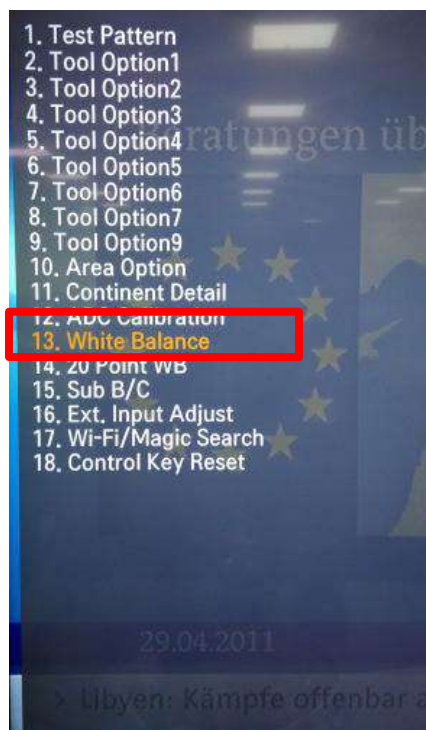 1. Test Pattern
2. Tool Option1
3. Tool Option2
4. Tool Option3
5. Tool Option4
6. Tool Option5
7. Tool Option6
8. Tool Option7
9. Tool Option9
10. Area Option
11. Continent Detail
12. ADC Calibration
13. White Balance
14. 20 Point WB
15. Sub B/C
16. Ext. Input Adjust
17. Wi-Fi/Magic Search
18. Control Key Reset
ratungen üb
29.04.2011
> Libyen: Kämpfe offenbar a